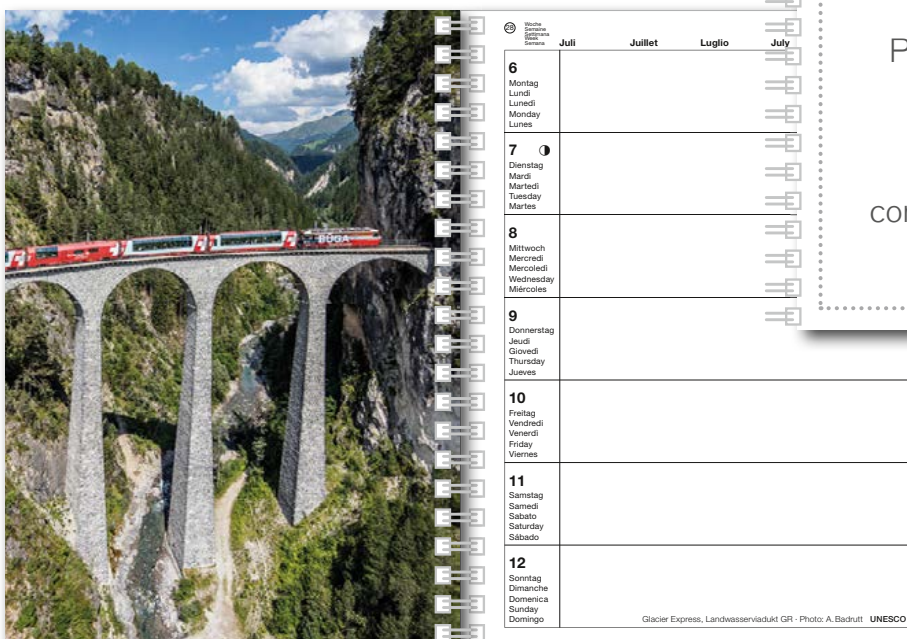 28
Woche
Semaine
Settimana
Week
Semana
Juli Juillet Luglio July
6
Montag
Lundi
Lunedì
Monday
Lunes
7
Dienstag
Mardi
Martedì
Tuesday
Martes
8
Mittwoch
Mercredi
Mercoledì
Wednesday
Miércoles
9
Donnerstag
Jeudi
Giovedì
Thursday
Jueves
10
Freitag
Vendredi
Venerdì
Friday
Viernes
11
Samstag
Samedi
Sabato
Saturday
Sábado
12
Sonntag
Dimanche
Domenica
Sunday
Domingo
Glacier Express, Landwasserviadukt GR - Photo: A. Badrutt UNESCO
BÜGA
P